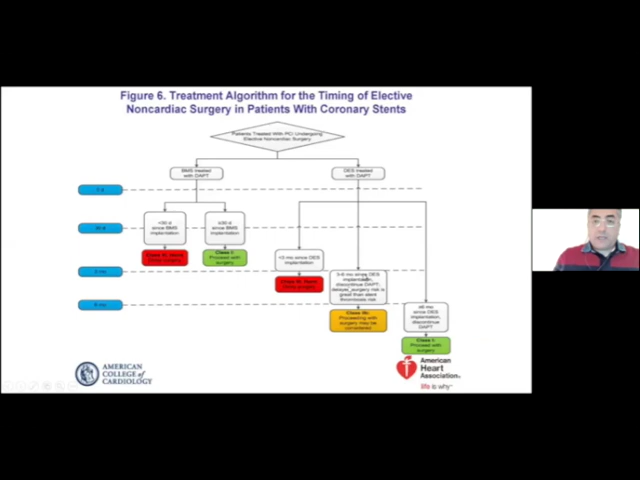 Figure 6. Treatment Algorithm for the Timing of Elective
Noncardiac Surgery in Patients With Coronary Stents
Patients Treated With PCI Undergoing
Elective Noncardiac Surgery
BMS treated
with DAPT
DES treated
with DAPT
<30 d
since BMS
implantation
≥30 d
since BMS
implantation
Class I:
Proceed with
surgery
<3 mo since DES
implantation
3-6 mo since DES
implantation,
discontinue DAPT;
delayed surgery risk is
great than stent
thrombosis risk
Class IIb:
Proceeding with
surgery may be
considered
≥6 mo
since DES
implantation,
discontinue
DAPT
Class I:
Proceed with
surgery
3 mo
AMERICAN
COLLEGE of
CARDIOLOGY
American
Heart
Association
life is why™